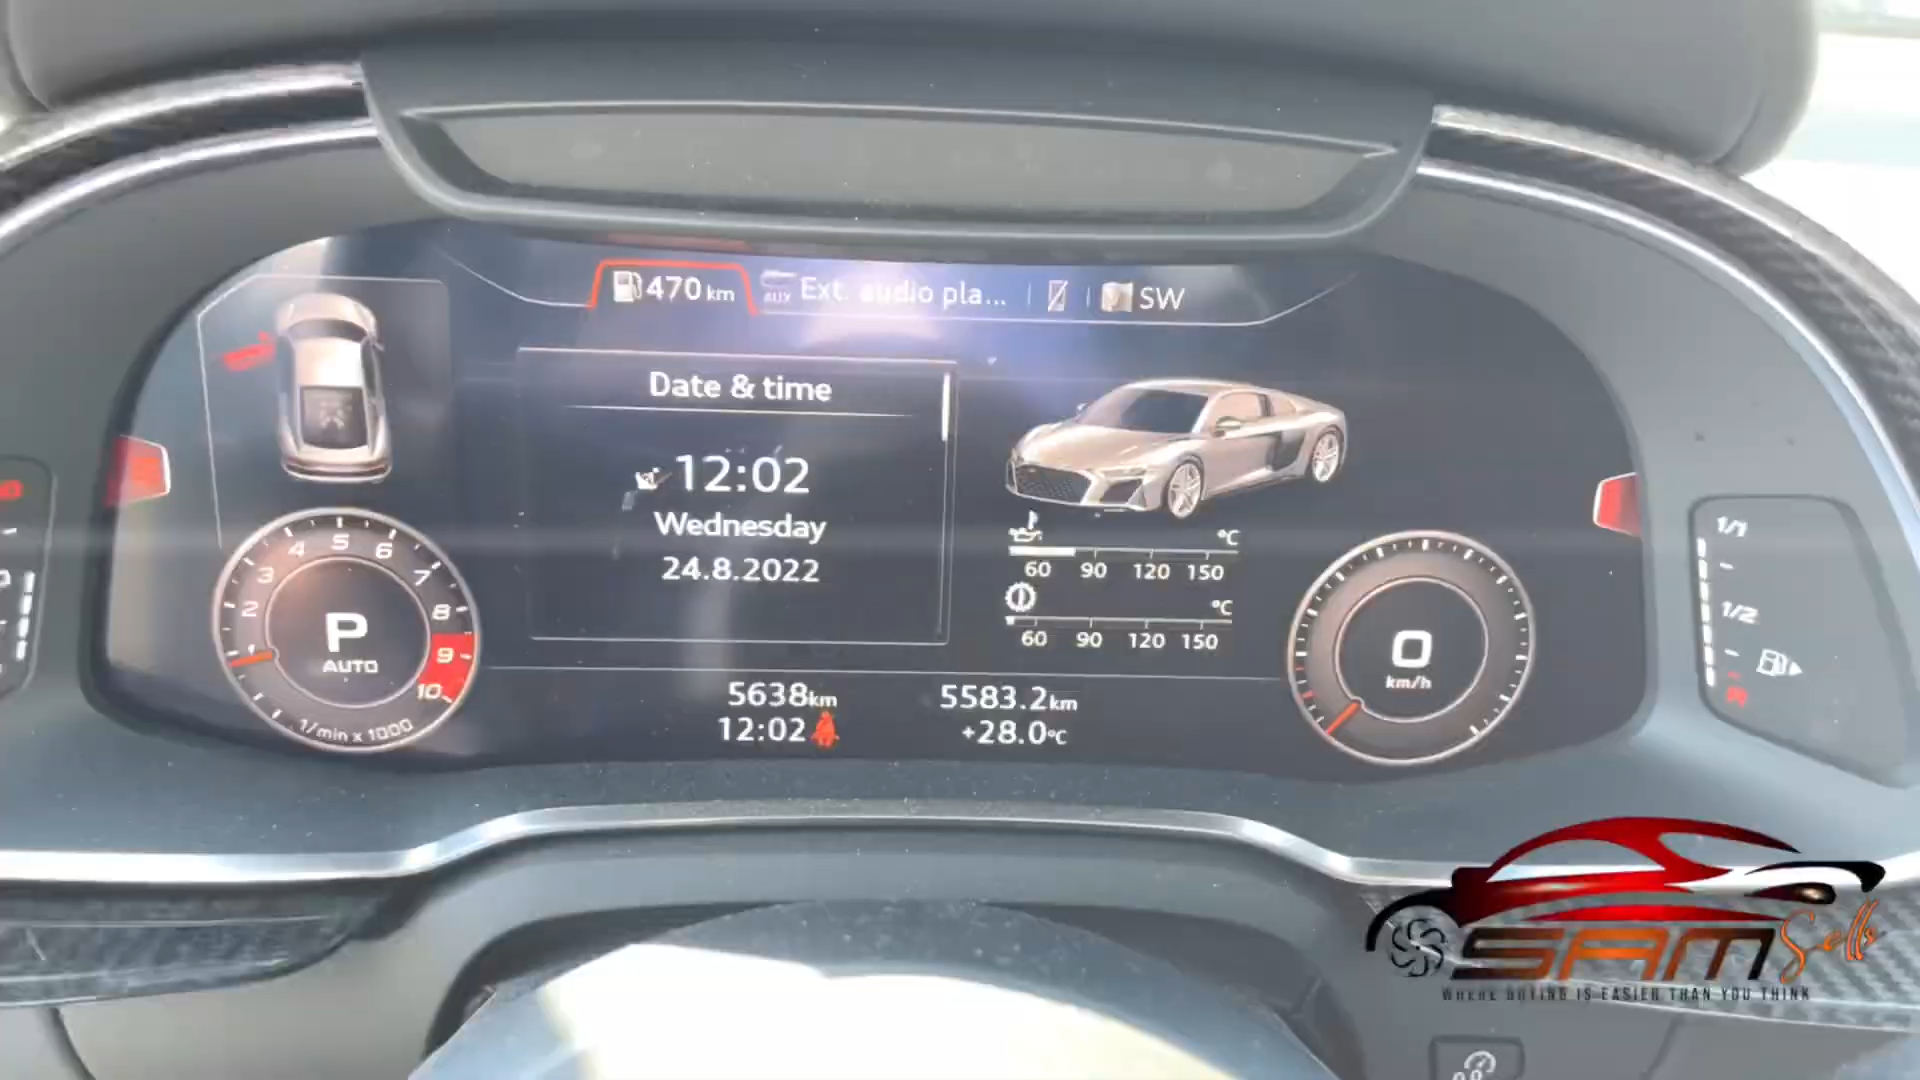 470 km
AUX Ext. audio pla...
SW
Date & time
12:02
Wednesday
24.8.2022
°C
60 90 120 150
°C
60 90 120 150
2 3 4 5 6 7 8 9 10
P
AUTO
1/min x 1000
0
km/h
5638km
5583.2km
12:02
+28.0°C
1/1
1/2
R
SAM Sells
WHERE BUYING IS EASIER THAN YOU THINK